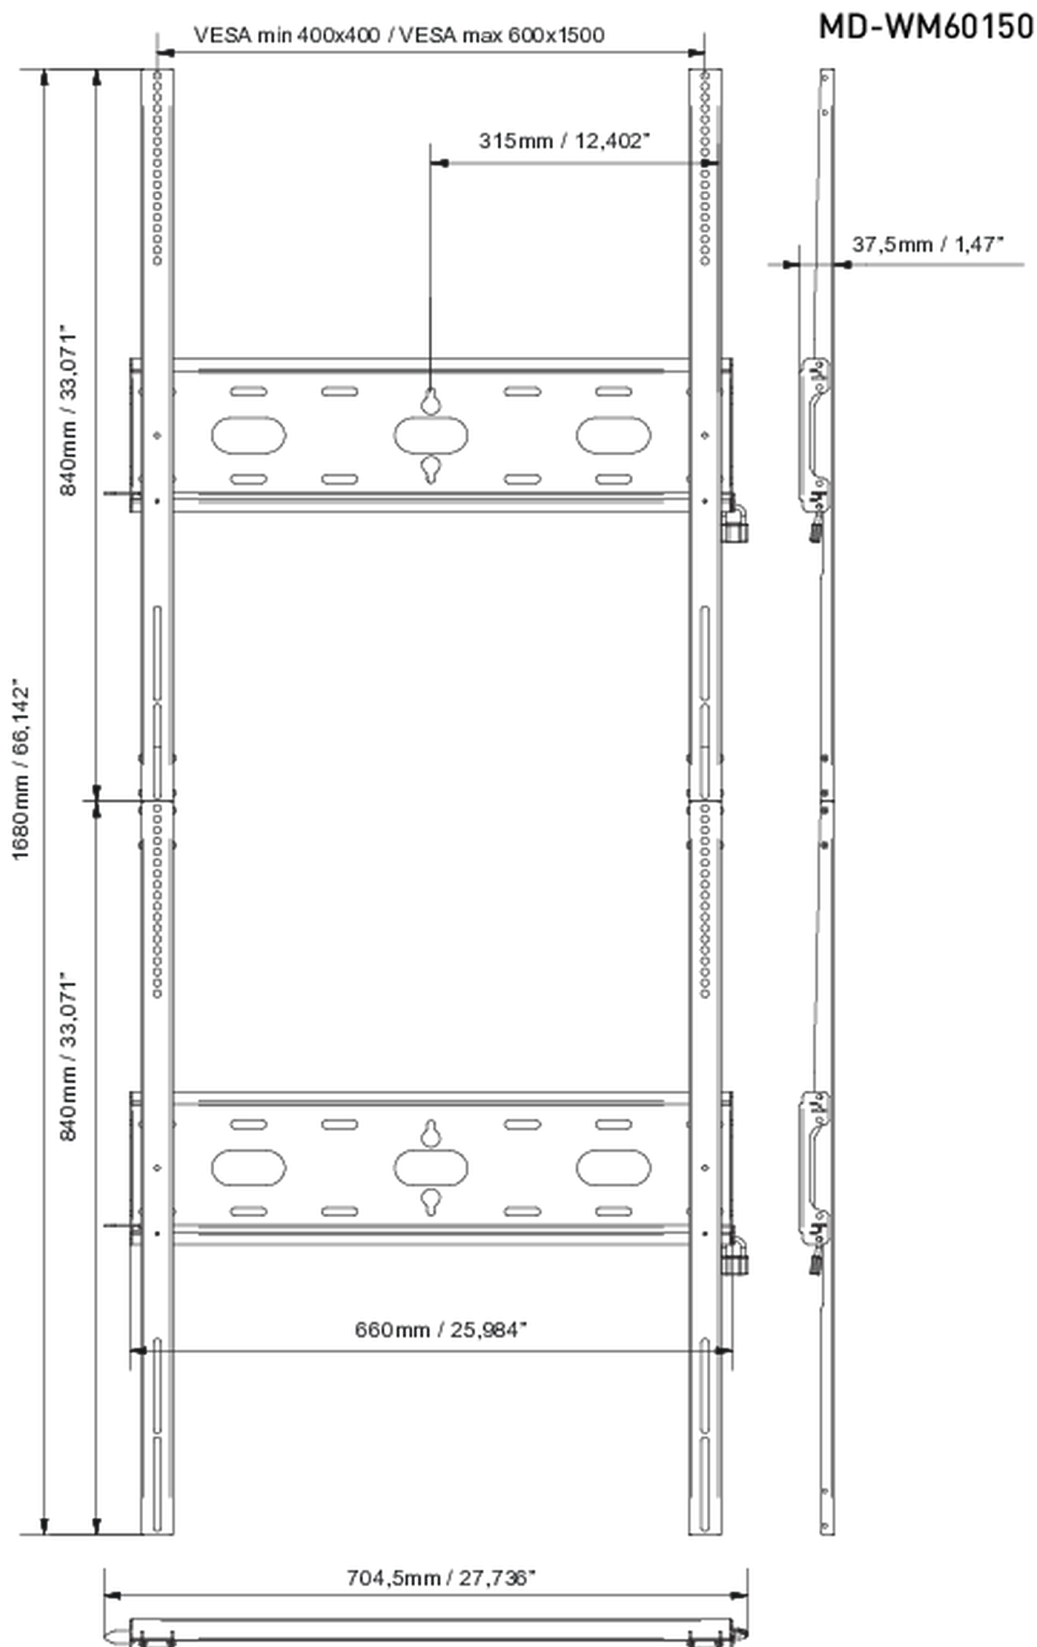 MD-WM60150
VESA min 400x400 / VESA max 600x1500
315mm / 12,402"
37,5mm / 1,47"
840mm / 33,071"
1680mm / 66,142"
840mm / 33,071"
660mm / 25,984"
704,5mm / 27,736"